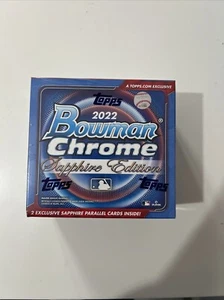 A TOPPS.COM EXCLUSIVE
TOPPS
2022
Bowman®
Chrome
Sapphire Edition
TOPPS
TOPPS
2 EXCLUSIVE SAPPHIRE PARALLEL CARDS INSIDE!